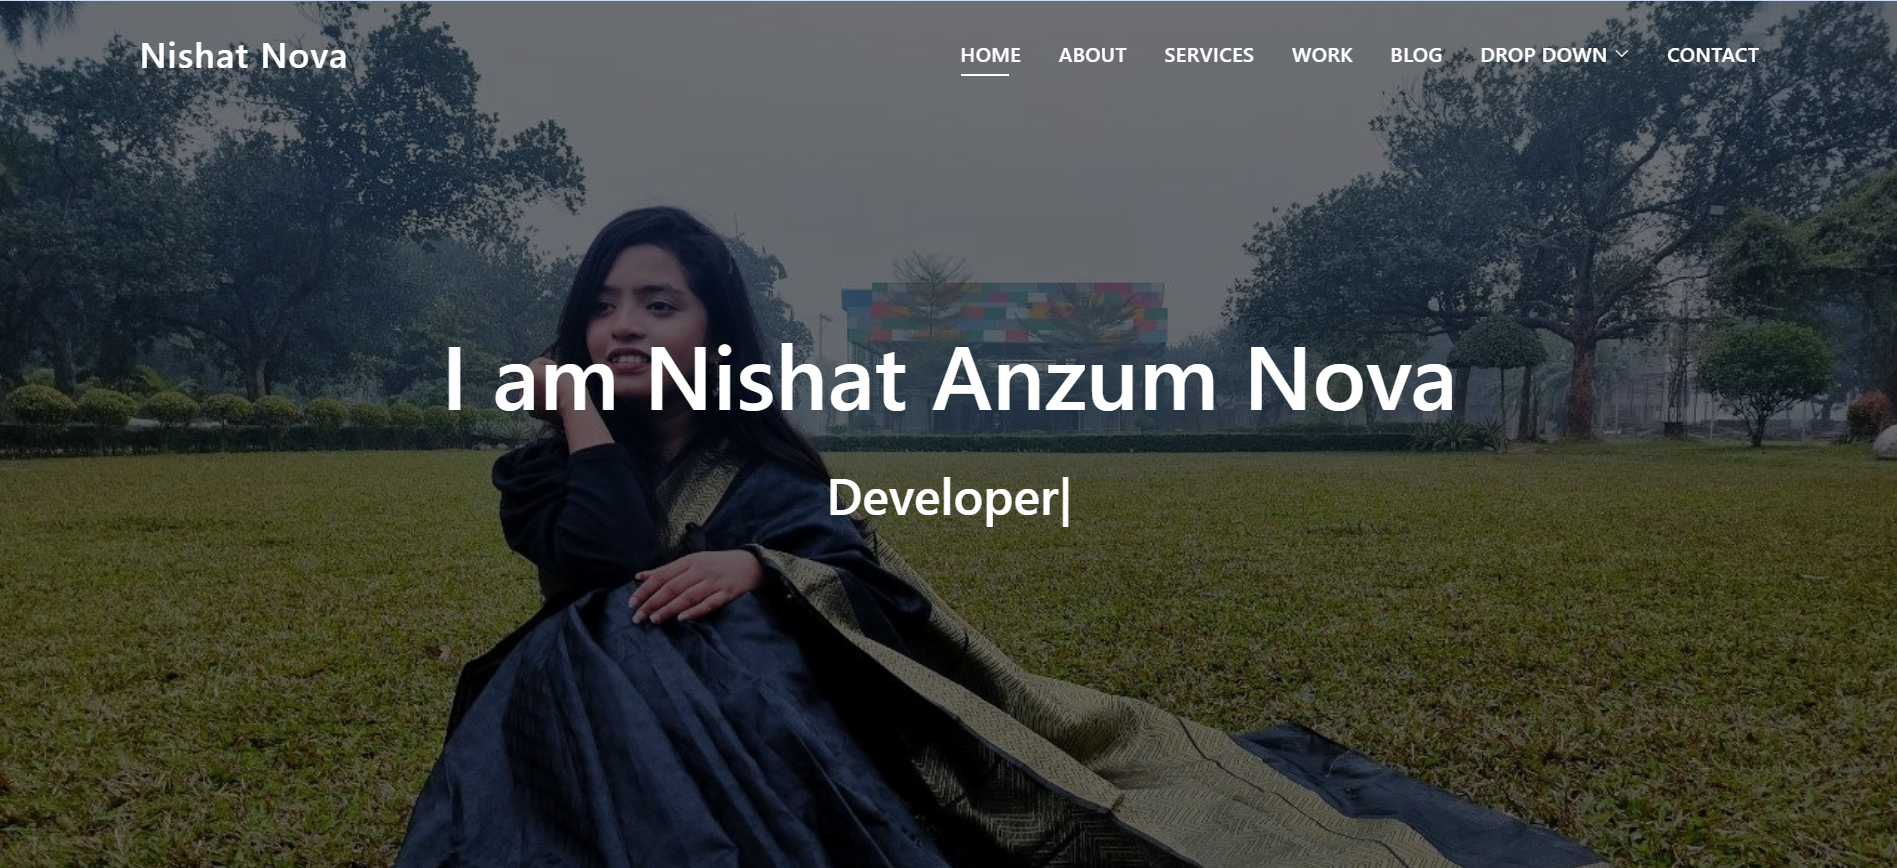 Nishat Nova
HOME ABOUT SERVICES WORK BLOG DROP DOWN CONTACT
I am Nishat Anzum Nova
Developer|